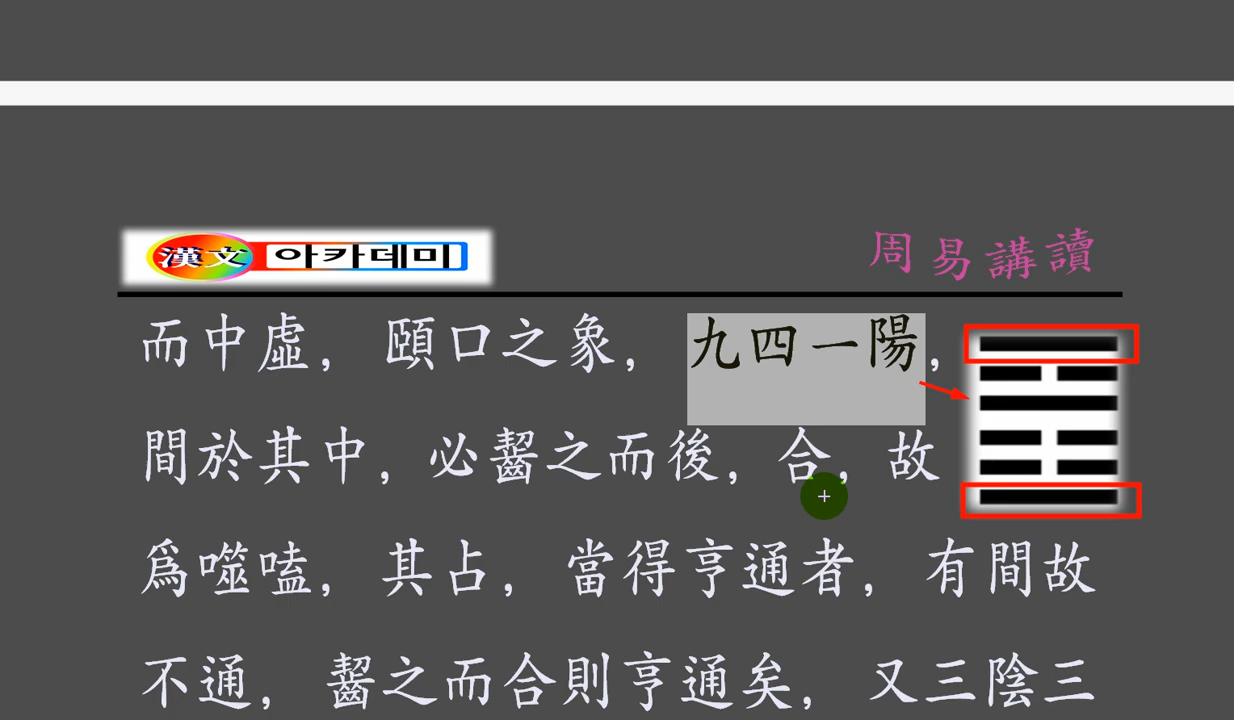 漢文 아카데미
周易講讀
而中虛, 頤口之象, 九四一陽,
間於其中, 必齧之而後, 合, 故
爲噬嗑, 其占, 當得亨通者, 有間故
不通, 齧之而合則亨通矣, 又三陰三